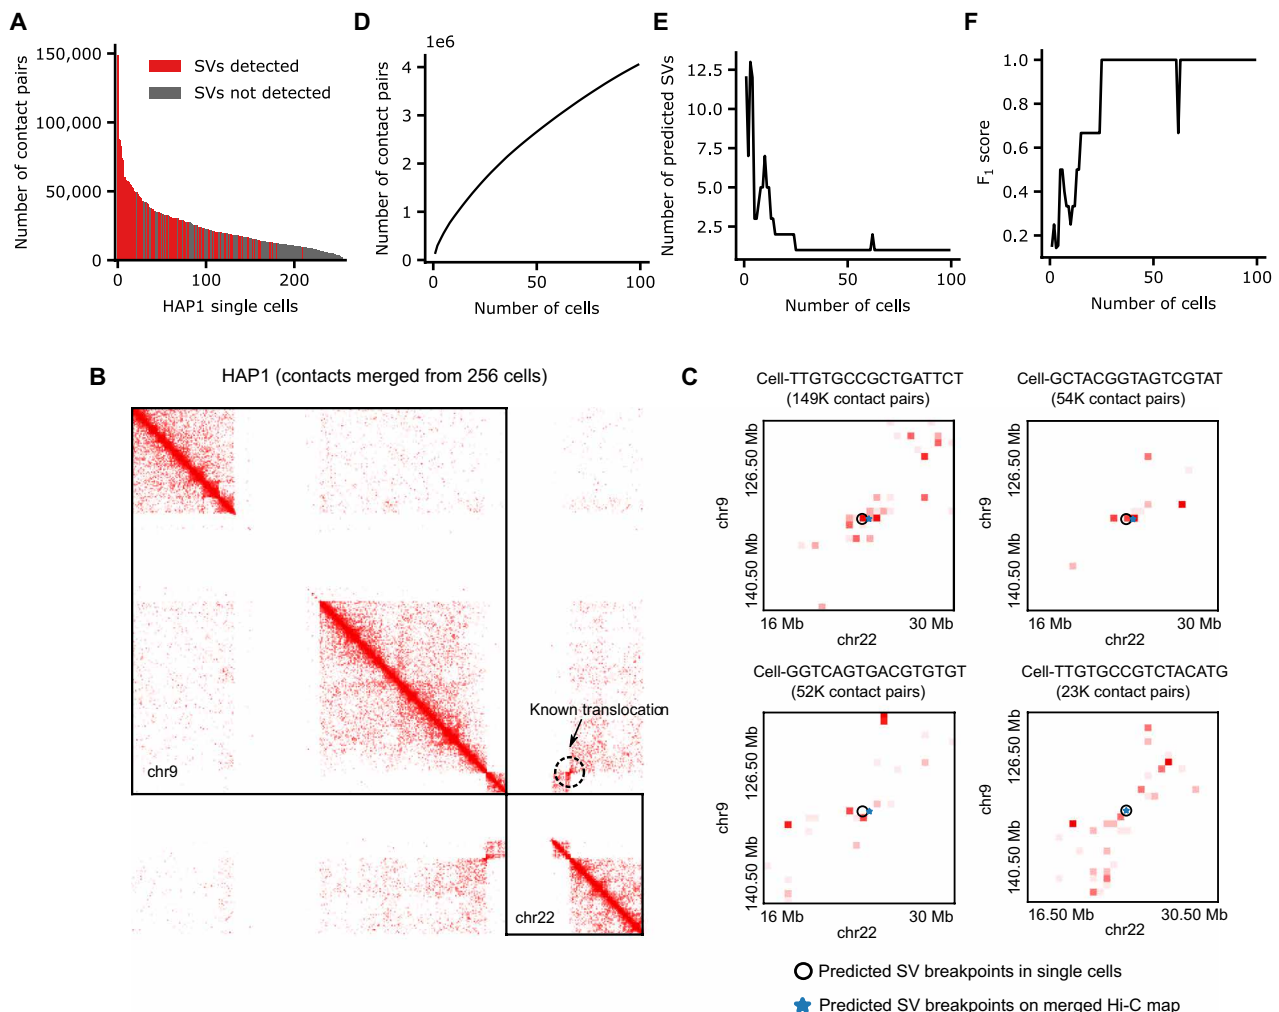 A
Number of contact pairs
150,000
100,000
50,000
0
SVs detected
SVs not detected
0
100
200
HAP1 single cells
D
1e6
Number of contact pairs
4
3
2
1
0
0
50
100
Number of cells
E
Number of predicted SVs
12.5
10.0
7.5
5.0
2.5
0
50
100
Number of cells
F
F1 score
1.0
0.8
0.6
0.4
0.2
0
50
100
Number of cells
B
HAP1 (contacts merged from 256 cells)
Known translocation
chr9
chr22
C
Cell-TTGTGCCGCTGATTCT
(149K contact pairs)
chr9
126.50 Mb
140.50 Mb
16 Mb
30 Mb
chr22
Cell-GCTACGGTAGTCGTAT
(54K contact pairs)
chr9
126.50 Mb
140.50 Mb
16 Mb
30 Mb
chr22
Cell-GGTCAGTGACGTGTGT
(52K contact pairs)
chr9
126.50 Mb
140.50 Mb
16 Mb
30 Mb
chr22
Cell-TTGTGCCGTCTACATG
(23K contact pairs)
chr9
126.50 Mb
140.50 Mb
16.50 Mb
30.50 Mb
chr22
Predicted SV breakpoints in single cells
Predicted SV breakpoints on merged Hi-C map